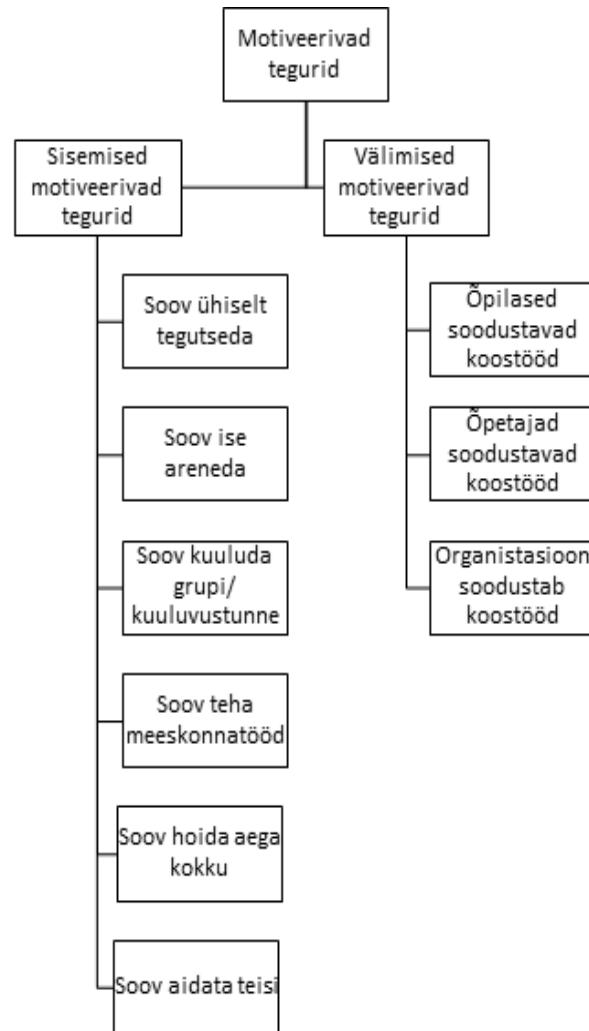 Motiveerivad
tegurid
Sisemised
motiveerivad
tegurid
Välimised
motiveerivad
tegurid
Soov ühiselt
tegutseda
Soov ise
areneda
Soov kuuluda
grupi/
kuuluvustunne
Soov teha
meeskonnatööd
Soov hoida aega
kokku
Soov aidata teisi
Õpilased
soodustavad
koostööd
Õpetajad
soodustavad
koostööd
Organistasioon
soodustab
koostööd